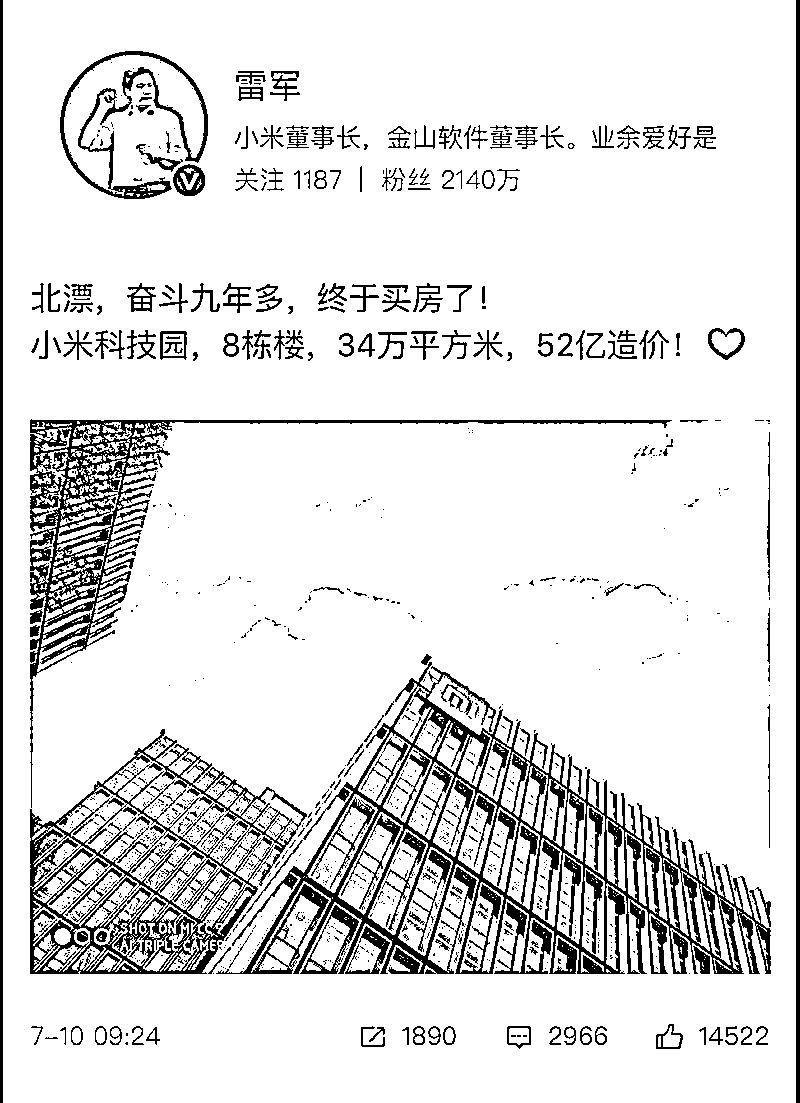 雷军
小米董事长，金山软件董事长。业余爱好是
关注 1187 | 粉丝 2140万
北漂，奋斗九年多，终于买房了！
小米科技园，8栋楼，34万平方米，52亿造价！
SHOT ON MI CC9
AI TRIPLE CAMERA
7-10 09:24
1890
2966
14522